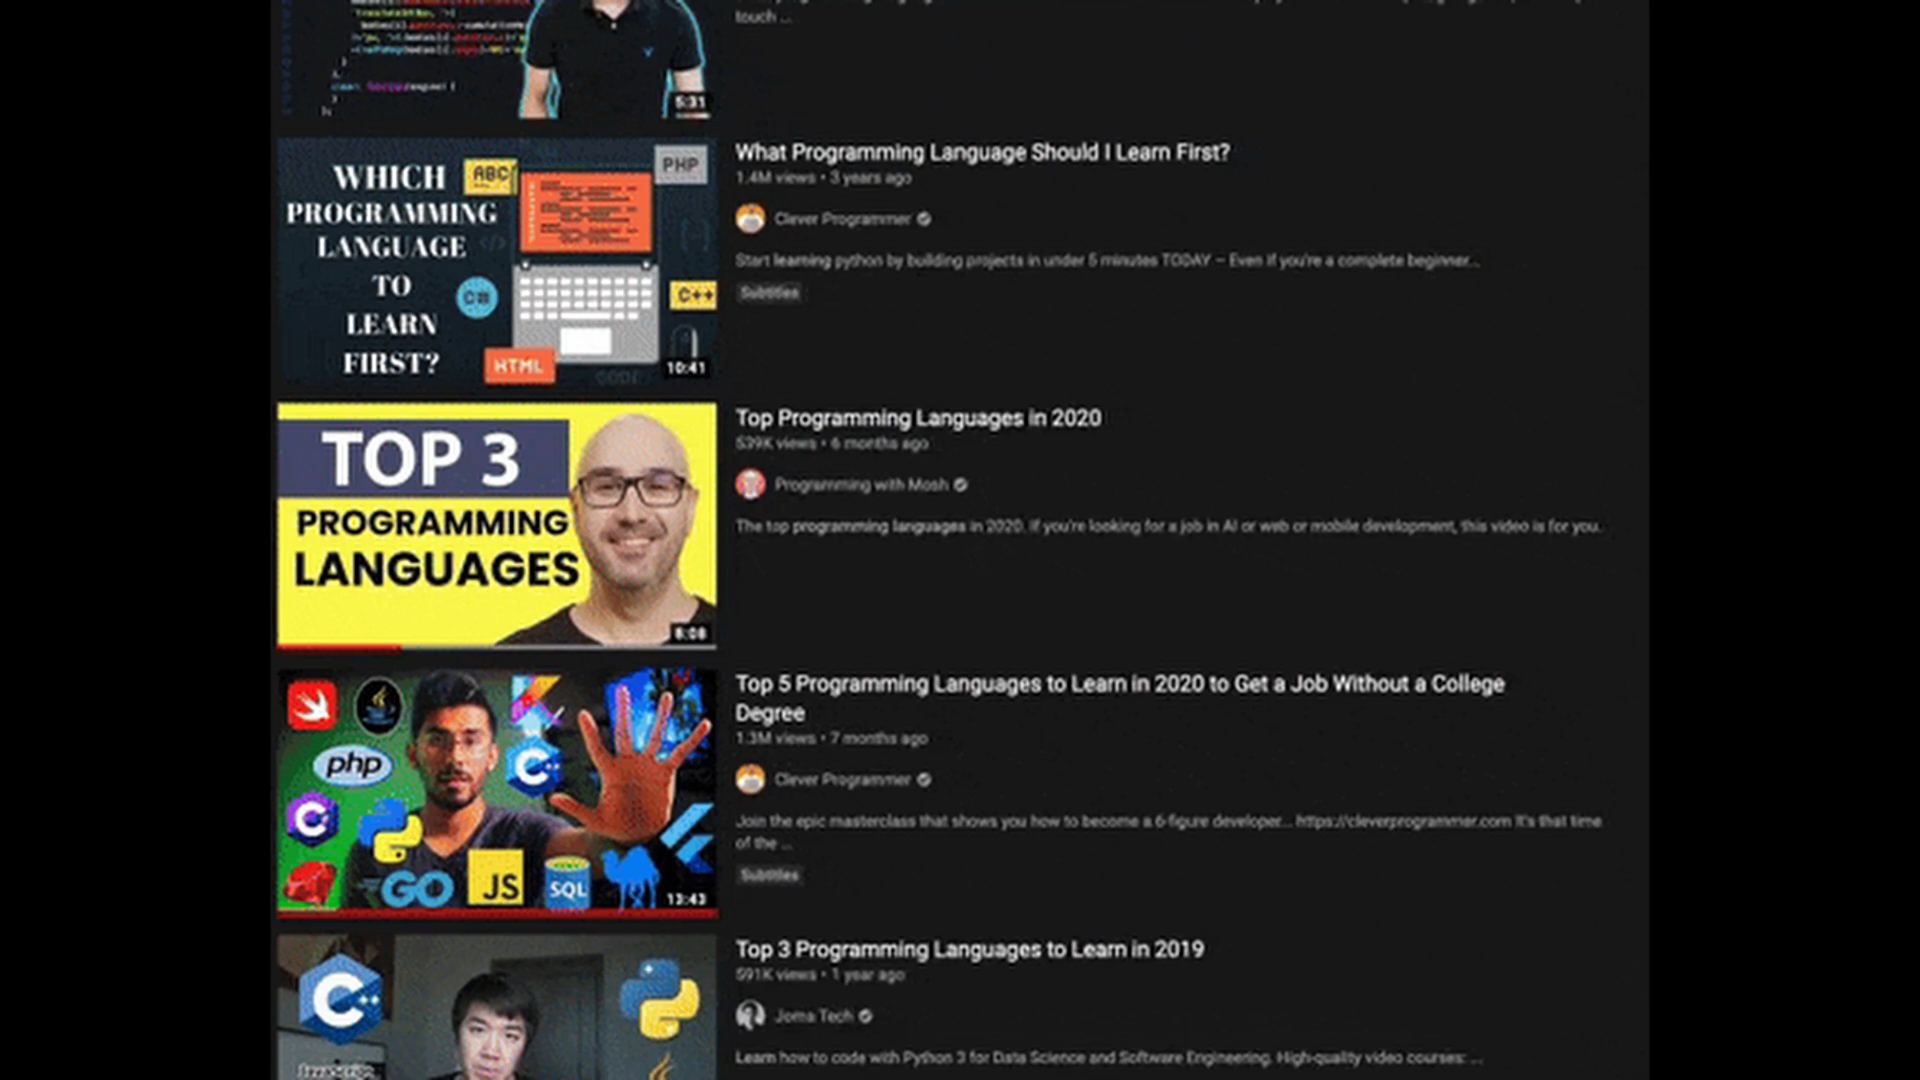 touch ...
5:31
WHICH
PROGRAMMING
LANGUAGE
TO
LEARN
FIRST?
ABC
PHP
C#
C++
HTML
CODE
10:41
What Programming Language Should I Learn First?
1.4M views • 3 years ago
Clever Programmer
Start learning python by building projects in under 5 minutes TODAY – Even if you're a complete beginner...
Subtitles
TOP 3
PROGRAMMING
LANGUAGES
8:08
Top Programming Languages in 2020
539K views • 6 months ago
Programming with Mosh
The top programming languages in 2020. If you're looking for a job in AI or web or mobile development, this video is for you.
php
C++
C
GO
JS
SQL
13:43
Top 5 Programming Languages to Learn in 2020 to Get a Job Without a College
Degree
1.3M views • 7 months ago
Clever Programmer
Join the epic masterclass that shows you how to become a 6-figure developer... https://cleverprogrammer.com It's that time
of the ...
Subtitles
C++
JavaScript
Top 3 Programming Languages to Learn in 2019
591K views • 1 year ago
Joma Tech
Learn how to code with Python 3 for Data Science and Software Engineering. High-quality video courses: ...